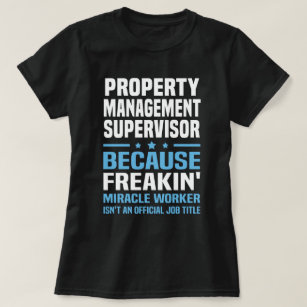 PROPERTY
MANAGEMENT
SUPERVISOR
BECAUSE
FREAKIN'
MIRACLE WORKER
ISN'T AN OFFICIAL JOB TITLE